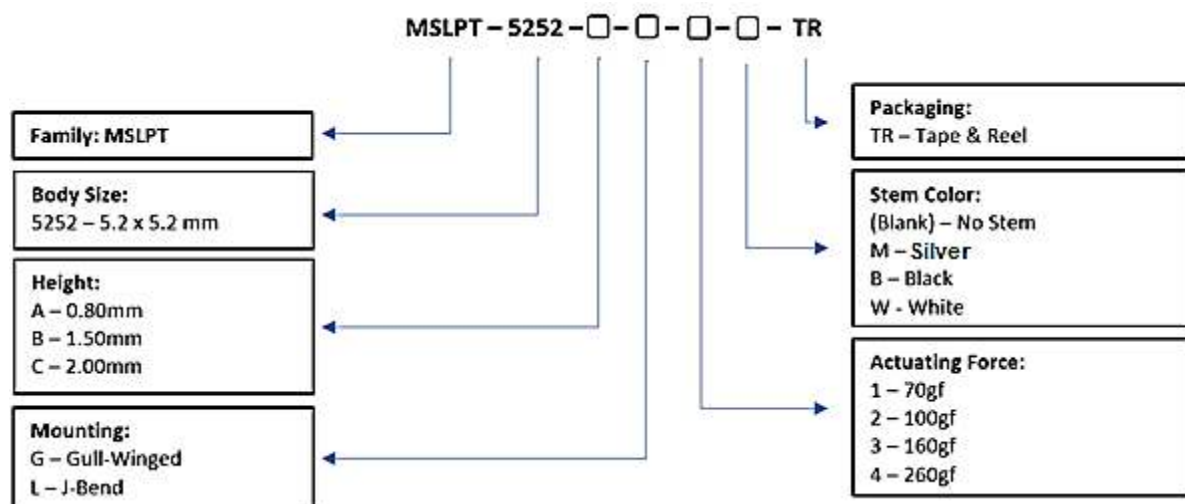 MSLPT – 5252 – ▢ – ▢ – ▢ – ▢ – TR
Family: MSLPT
Body Size:
5252 – 5.2 x 5.2 mm
Height:
A – 0.80mm
B – 1.50mm
C – 2.00mm
Mounting:
G – Gull-Winged
L – J-Bend
Packaging:
TR – Tape & Reel
Stem Color:
(Blank) – No Stem
M – Silver
B – Black
W - White
Actuating Force:
1 – 70gf
2 – 100gf
3 – 160gf
4 – 260gf